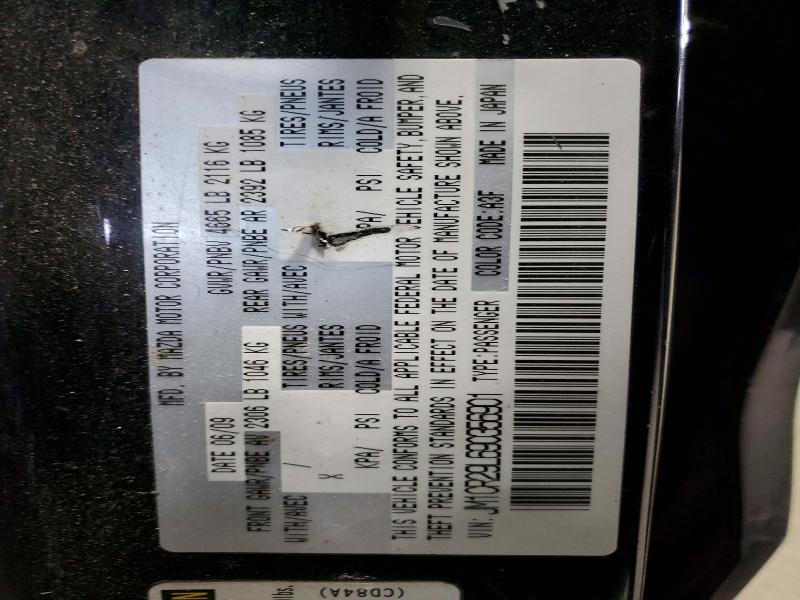 MFD. BY MAZDA MOTOR CORPORATION
DATE 06/09 GVWR/PNBV 4665 LB 2116 KG
FRONT GAWR/PNBE AV 2306 LB 1046 KG REAR GAWR/PNBE AR 2392 LB 1085 KG
WITH/AVEC / TIRES/PNEUS WITH/AVEC TIRES/PNEUS
X RIMS/JANTES RIMS/JANTES
KPA/ PSI COLD/A FROID KPA/ PSI COLD/A FROID
THIS VEHICLE CONFORMS TO ALL APPLICABLE FEDERAL MOTOR VEHICLE SAFETY, BUMPER, AND
THEFT PREVENTION STANDARDS IN EFFECT ON THE DATE OF MANUFACTURE SHOWN ABOVE.
VIN: JM1CR29L690356901 TYPE:PASSENGER COLOR CODE:A3F MADE IN JAPAN
lbs.
(CD84A)